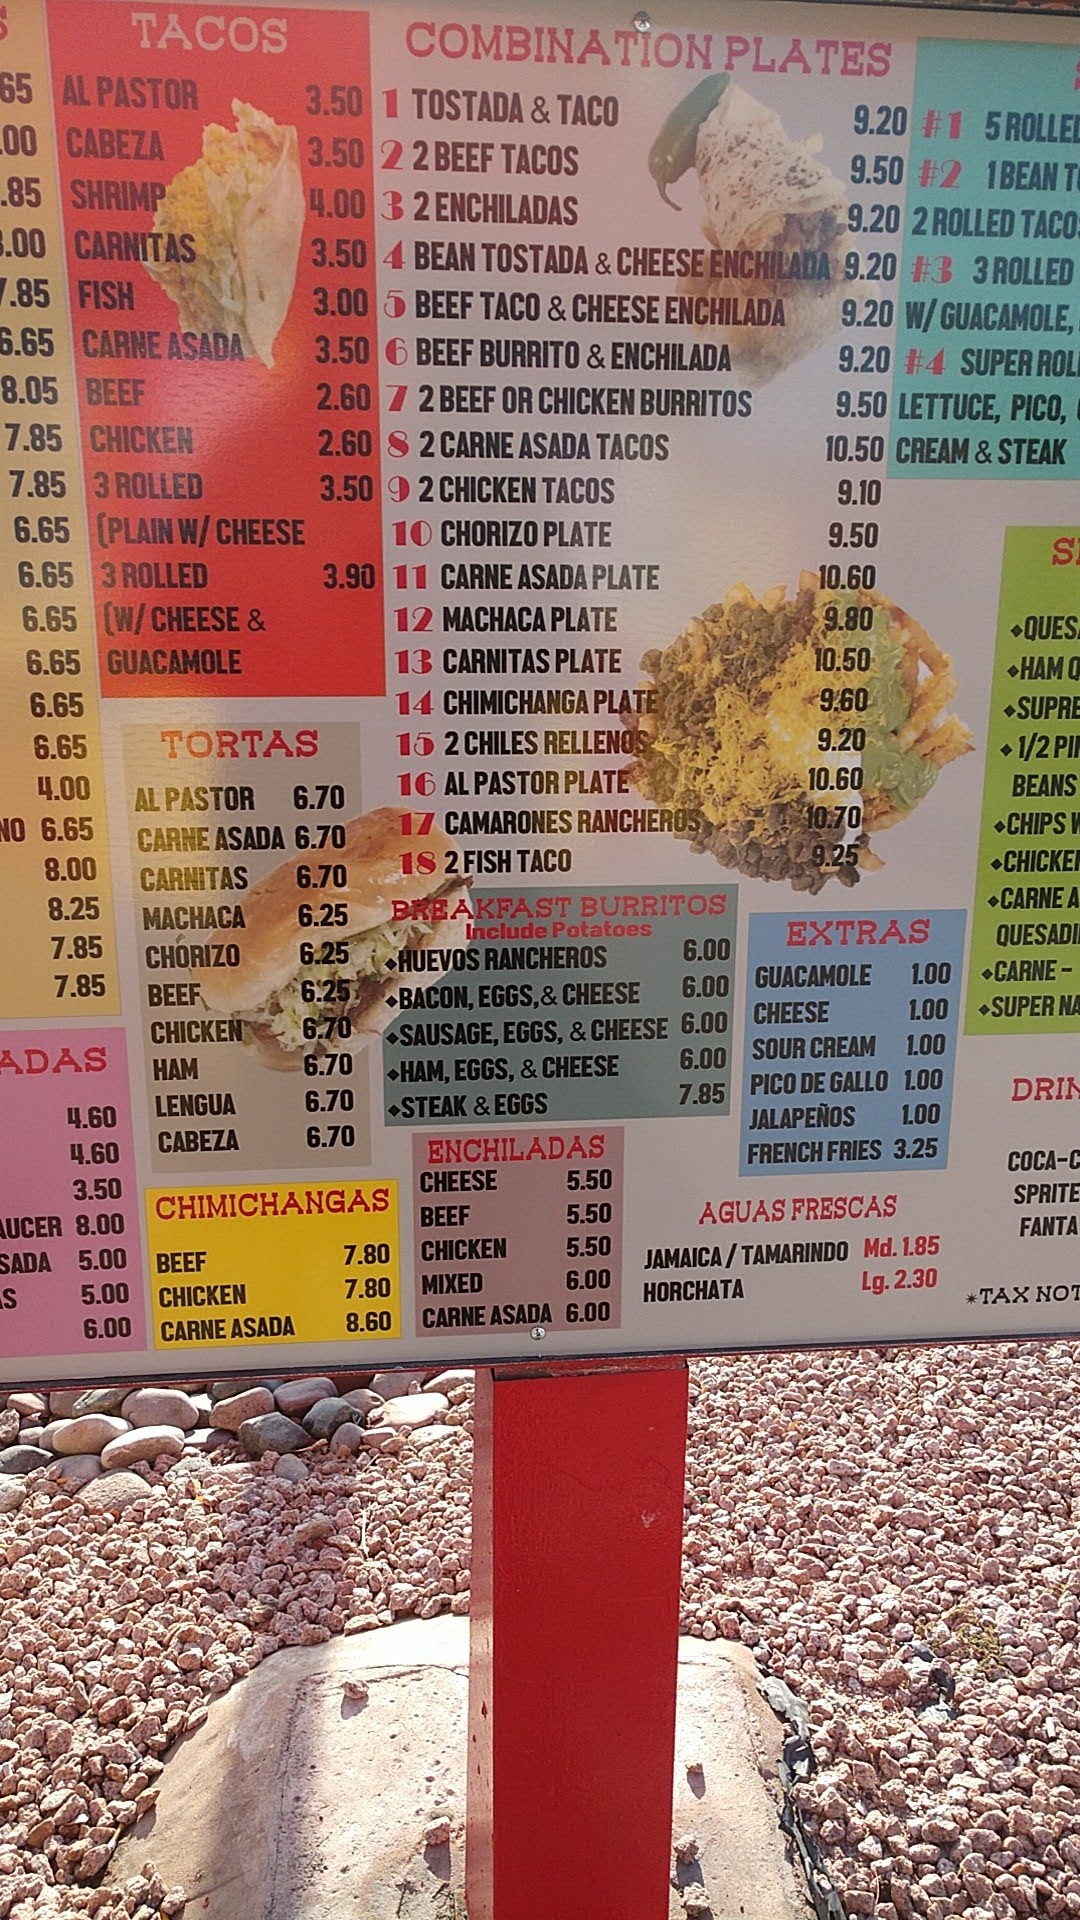 65
.00
.85
3.00
7.85
6.65
8.05
7.85
7.85
6.65
6.65
6.65
6.65
6.65
6.65
4.00
NO 6.65
8.00
8.25
7.85
7.85
ADAS
4.60
4.60
3.50
AUCER 8.00
SADA 5.00
AS 5.00
6.00
TACOS
AL PASTOR 3.50
CABEZA 3.50
SHRIMP 4.00
CARNITAS 3.50
FISH 3.00
CARNE ASADA 3.50
BEEF 2.60
CHICKEN 2.60
3 ROLLED 3.50
(PLAIN W/ CHEESE
3 ROLLED 3.90
(W/ CHEESE &
GUACAMOLE
TORTAS
AL PASTOR 6.70
CARNE ASADA 6.70
CARNITAS 6.70
MACHACA 6.25
CHORIZO 6.25
BEEF 6.25
CHICKEN 6.70
HAM 6.70
LENGUA 6.70
CABEZA 6.70
CHIMICHANGAS
BEEF 7.80
CHICKEN 7.80
CARNE ASADA 8.60
COMBINATION PLATES
1 TOSTADA & TACO 9.20
2 2 BEEF TACOS 9.50
3 2 ENCHILADAS 9.20
4 BEAN TOSTADA & CHEESE ENCHILADA 9.20
5 BEEF TACO & CHEESE ENCHILADA 9.20
6 BEEF BURRITO & ENCHILADA 9.20
7 2 BEEF OR CHICKEN BURRITOS 9.50
8 2 CARNE ASADA TACOS 10.50
9 2 CHICKEN TACOS 9.10
10 CHORIZO PLATE 9.50
11 CARNE ASADA PLATE 10.60
12 MACHACA PLATE 9.80
13 CARNITAS PLATE 10.50
14 CHIMICHANGA PLATE 9.60
15 2 CHILES RELLENOS 9.20
16 AL PASTOR PLATE 10.60
17 CAMARONES RANCHEROS 10.70
18 2 FISH TACO 9.25
BREAKFAST BURRITOS
Include Potatoes
◆HUEVOS RANCHEROS 6.00
◆BACON, EGGS,& CHEESE 6.00
◆SAUSAGE, EGGS, & CHEESE 6.00
◆HAM, EGGS, & CHEESE 6.00
◆STEAK & EGGS 7.85
ENCHILADAS
CHEESE 5.50
BEEF 5.50
CHICKEN 5.50
MIXED 6.00
CARNE ASADA 6.00
EXTRAS
GUACAMOLE 1.00
CHEESE 1.00
SOUR CREAM 1.00
PICO DE GALLO 1.00
JALAPEÑOS 1.00
FRENCH FRIES 3.25
AGUAS FRESCAS
JAMAICA / TAMARINDO Md. 1.85
HORCHATA Lg. 2.30
#1 5 ROLLED
#2 1 BEAN T
2 ROLLED TACO
#3 3 ROLLED
W/ GUACAMOLE,
#4 SUPER ROL
LETTUCE, PICO,
CREAM & STEAK
◆QUES
◆HAM Q
◆SUPRE
◆1/2 PI
BEANS
◆CHIPS W
◆CHICKE
◆CARNE A
QUESADI
◆CARNE -
◆SUPER NA
DRIN
COCA-C
SPRITE
FANTA
*TAX NOT